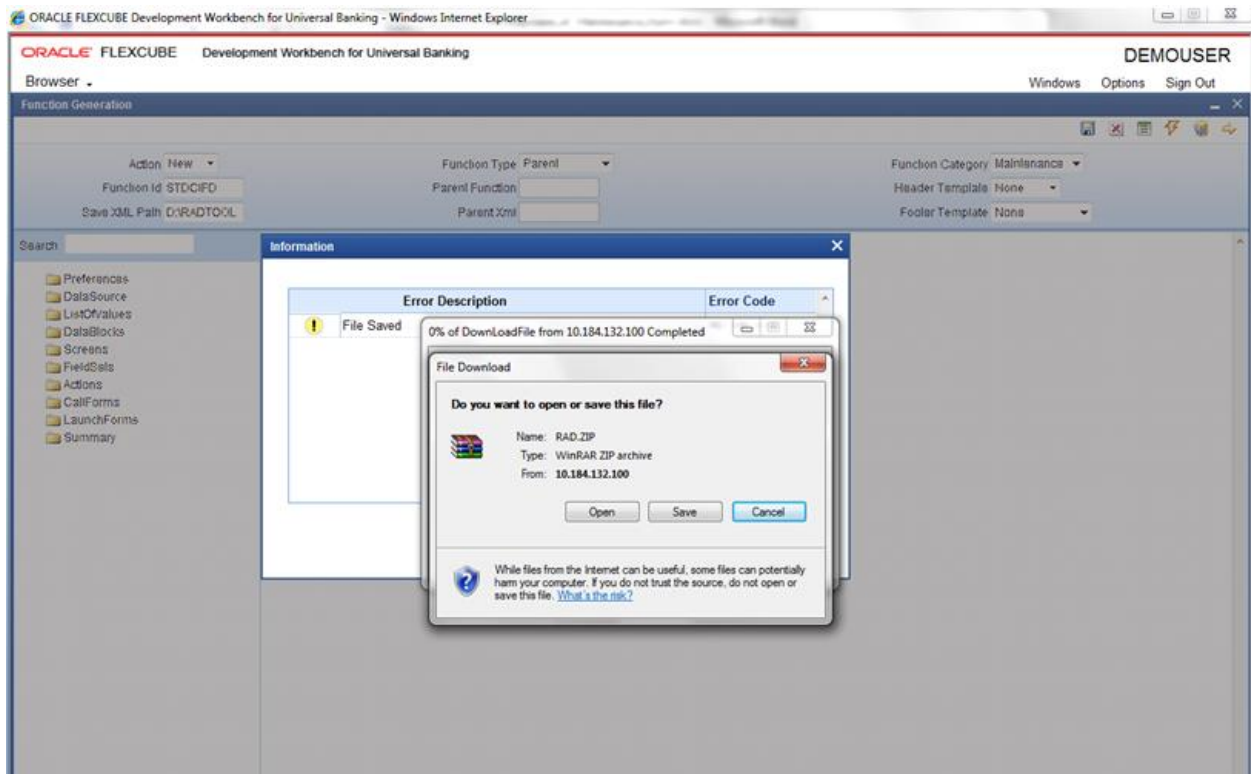 ORACLE FLEXCUBE Development Workbench for Universal Banking - Windows Internet Explorer
ORACLE FLEXCUBE Development Workbench for Universal Banking DEMOUSER
Browser Windows Options Sign Out
Function Generation
Action New Function Type Parent Function Category Maintenance
Function Id STDCIFD Parent Function Header Template None
Save XML Path D:\RADTOOL Parent Xml Footer Template None
Search
Information
Preferences
DataSource
ListOfValues
DataBlocks
Screens
FieldSets
Actions
CallForms
LaunchForms
Summary
Error Description Error Code
File Saved
0% of DownLoadFile from 10.184.132.100 Completed
File Download
Do you want to open or save this file?
Name: RAD.ZIP
Type: WinRAR ZIP archive
From: 10.184.132.100
Open Save Cancel
While files from the Internet can be useful, some files can potentially
harm your computer. If you do not trust the source, do not open or
save this file. What's the risk?